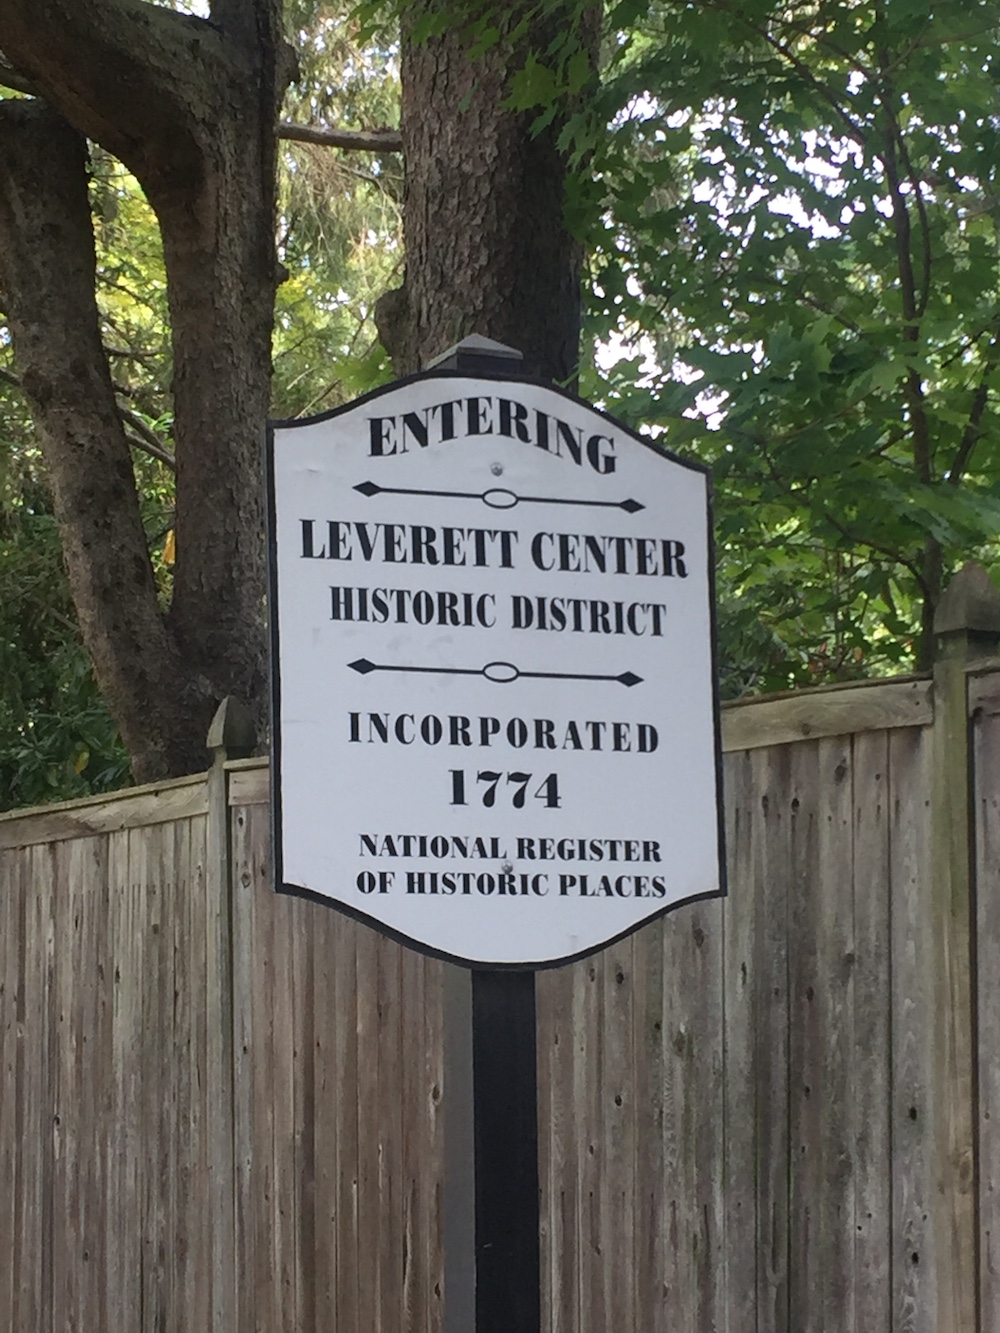 ENTERING
LEVERETT CENTER
HISTORIC DISTRICT
INCORPORATED
1774
NATIONAL REGISTER
OF HISTORIC PLACES